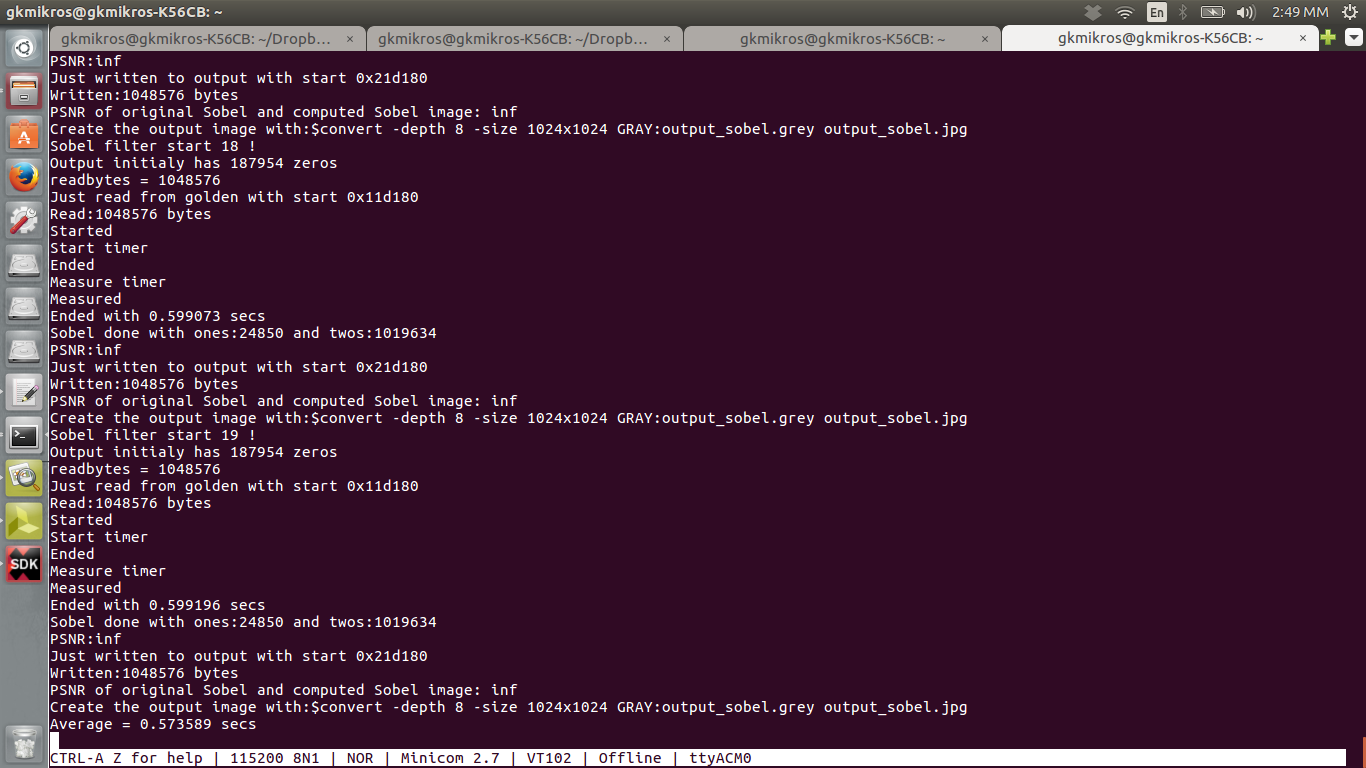 gkmikros@gkmikros-K56CB: ~
En
2:49 MM
gkmikros@gkmikros-K56CB: ~/Dropb... ×
gkmikros@gkmikros-K56CB: ~/Dropb... ×
gkmikros@gkmikros-K56CB: ~ ×
gkmikros@gkmikros-K56CB: ~ ×
PSNR:inf
Just written to output with start 0x21d180
Written:1048576 bytes
PSNR of original Sobel and computed Sobel image: inf
Create the output image with:$convert -depth 8 -size 1024x1024 GRAY:output_sobel.grey output_sobel.jpg
Sobel filter start 18 !
Output initialy has 187954 zeros
readbytes = 1048576
Just read from golden with start 0x11d180
Read:1048576 bytes
Started
Start timer
Ended
Measure timer
Measured
Ended with 0.599073 secs
Sobel done with ones:24850 and twos:1019634
PSNR:inf
Just written to output with start 0x21d180
Written:1048576 bytes
PSNR of original Sobel and computed Sobel image: inf
Create the output image with:$convert -depth 8 -size 1024x1024 GRAY:output_sobel.grey output_sobel.jpg
Sobel filter start 19 !
Output initialy has 187954 zeros
readbytes = 1048576
Just read from golden with start 0x11d180
Read:1048576 bytes
Started
Start timer
Ended
Measure timer
Measured
Ended with 0.599196 secs
Sobel done with ones:24850 and twos:1019634
PSNR:inf
Just written to output with start 0x21d180
Written:1048576 bytes
PSNR of original Sobel and computed Sobel image: inf
Create the output image with:$convert -depth 8 -size 1024x1024 GRAY:output_sobel.grey output_sobel.jpg
Average = 0.573589 secs
CTRL-A Z for help | 115200 8N1 | NOR | Minicom 2.7 | VT102 | Offline | ttyACM0
SDK